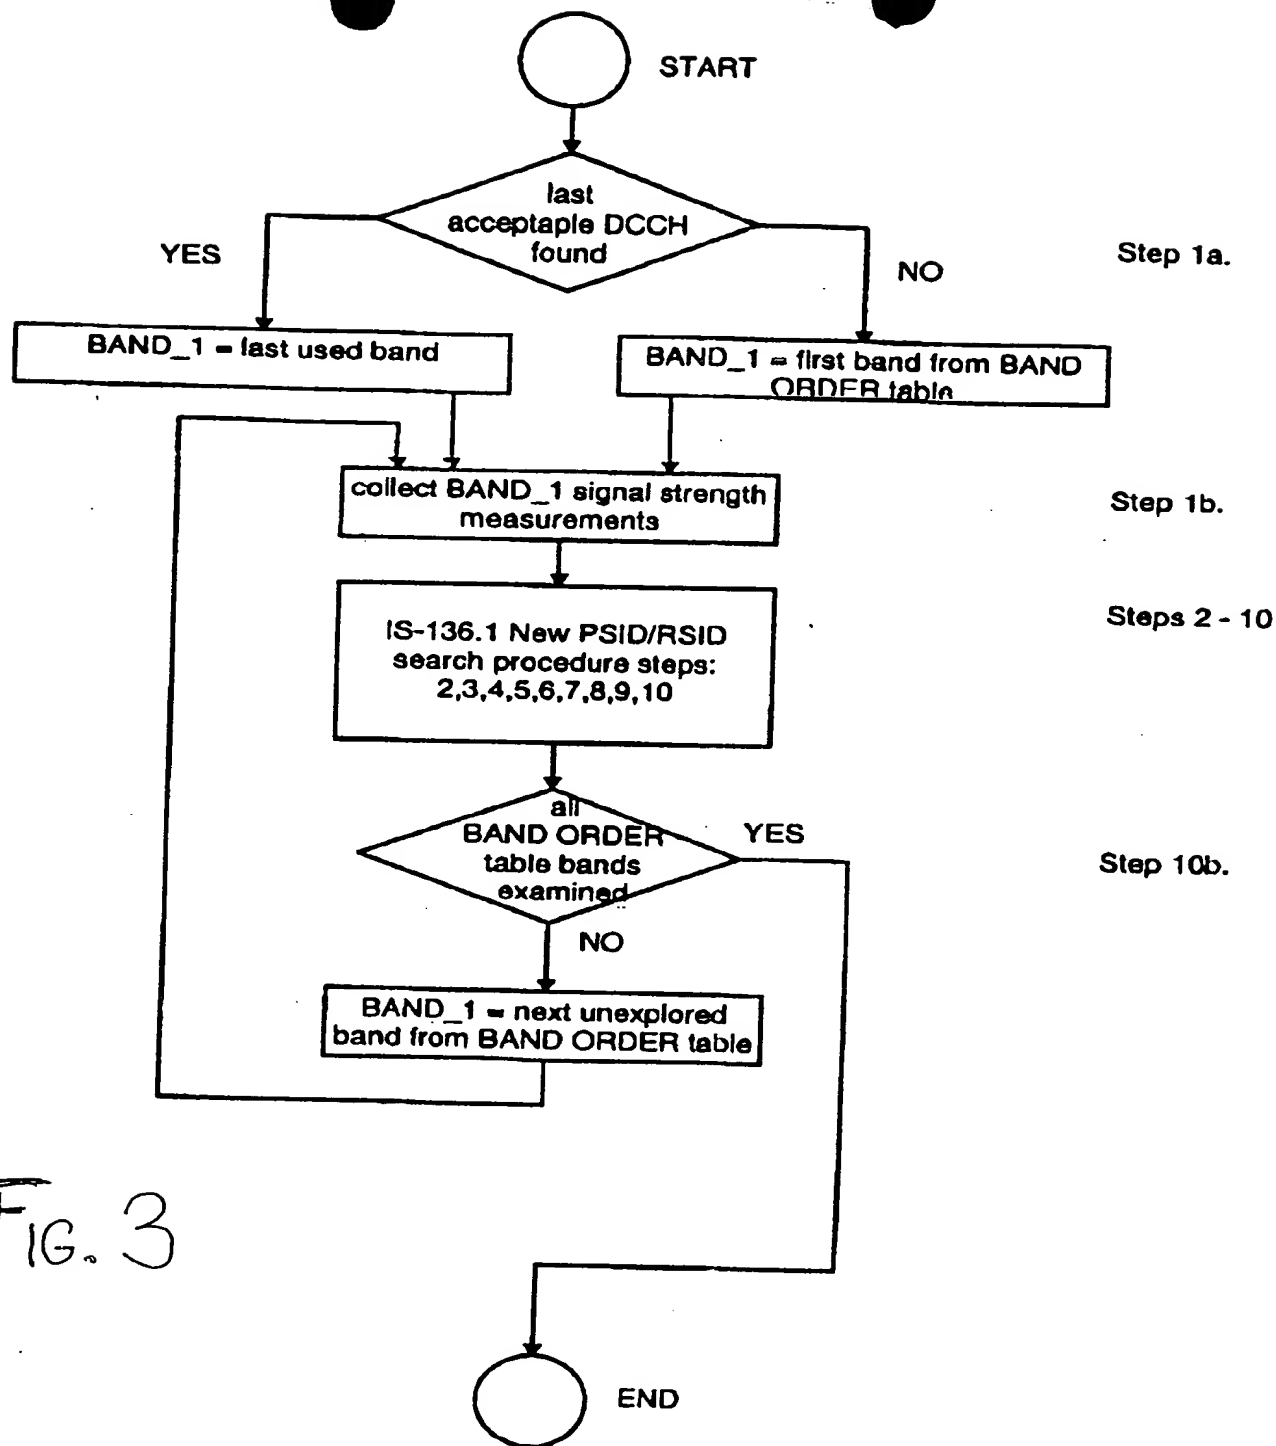 START
last
acceptaple DCCH
found
YES
NO
Step 1a.
BAND_1 = last used band
BAND_1 = first band from BAND
ORDER table
collect BAND_1 signal strength
measurements
Step 1b.
IS-136.1 New PSID/RSID
search procedure steps:
2,3,4,5,6,7,8,9,10
Steps 2 - 10
all
BAND ORDER
table bands
examined
YES
Step 10b.
NO
BAND_1 = next unexplored
band from BAND ORDER table
FIG. 3
END